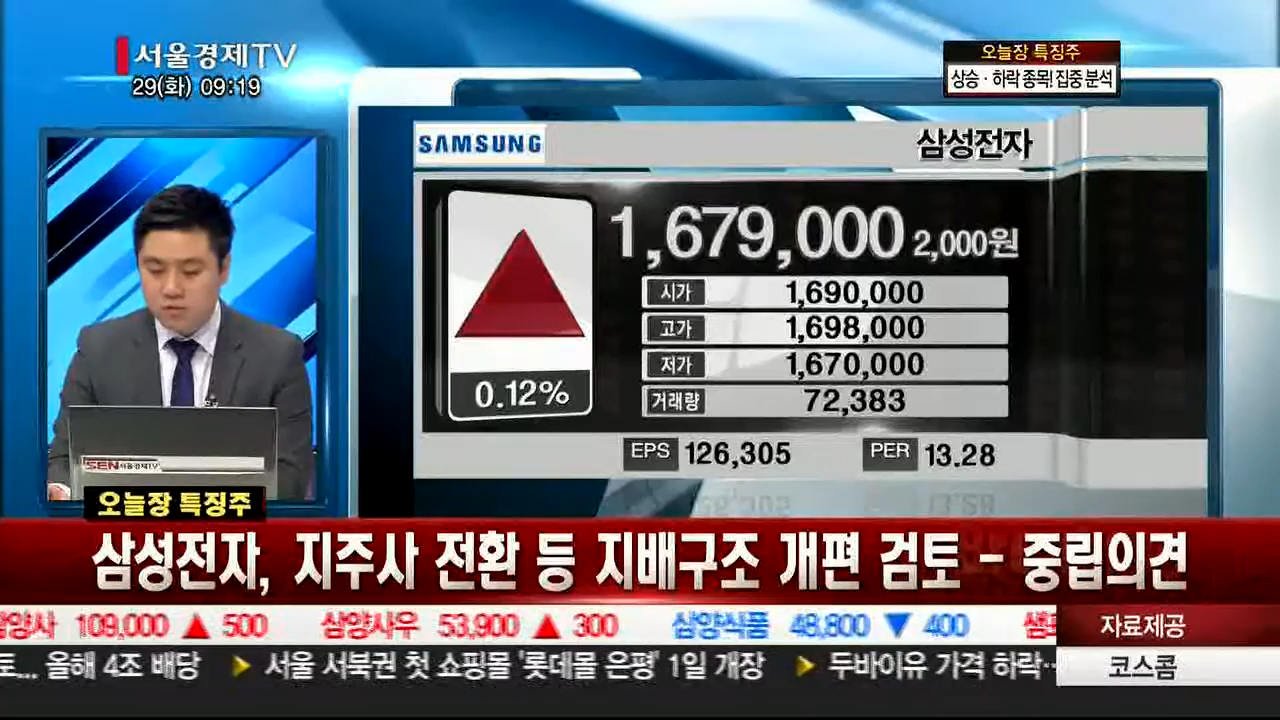 서울경제TV
29(화) 09:19
오늘장 특징주
상승·하락 종목! 집중 분석
SAMSUNG
삼성전자
1,679,000 2,000원
0.12%
시가 1,690,000
고가 1,698,000
저가 1,670,000
거래량 72,383
EPS 126,305 PER 13.28
SEN서울경제TV
오늘장 특징주
삼성전자, 지주사 전환 등 지배구조 개편 검토 - 중립의견
삼양사 109,000 ▲ 500 삼양사우 53,900 ▲ 300 삼양식품 48,800 ▼ 400
자료제공
... 올해 4조 배당 ▶ 서울 서북권 첫 쇼핑몰 '롯데몰 은평' 1일 개장 ▶ 두바이유 가격 하락…
코스콤